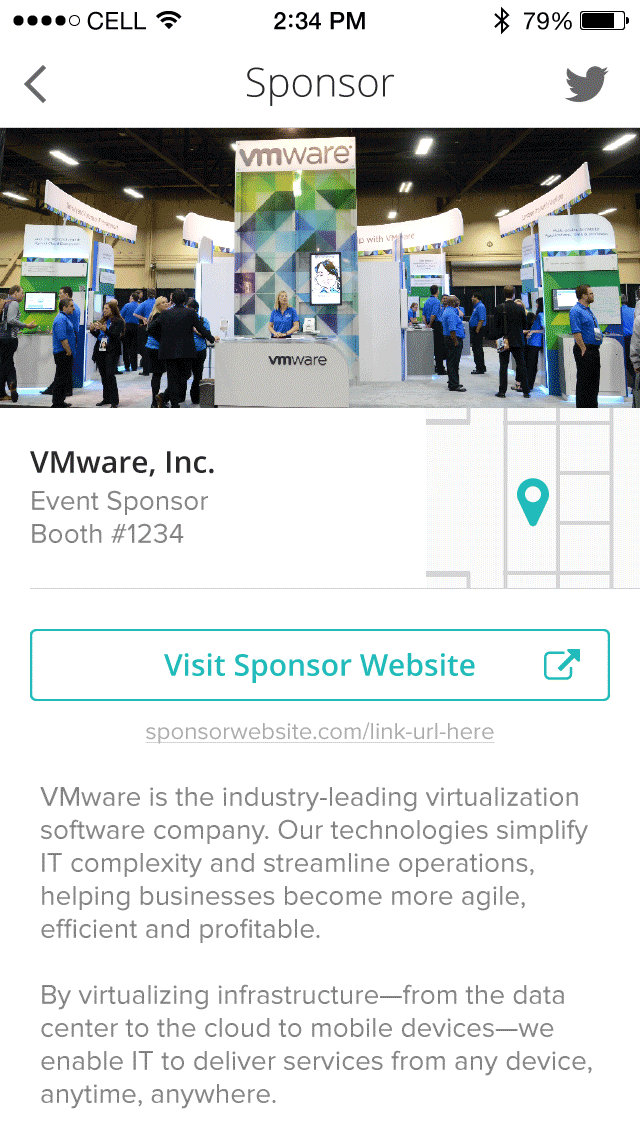 CELL 2:34 PM 79%
Sponsor
vmware
vmware
VMware, Inc.
Event Sponsor
Booth #1234
Visit Sponsor Website
sponsorwebsite.com/link-url-here
VMware is the industry-leading virtualization
software company. Our technologies simplify
IT complexity and streamline operations,
helping businesses become more agile,
efficient and profitable.
By virtualizing infrastructure—from the data
center to the cloud to mobile devices—we
enable IT to deliver services from any device,
anytime, anywhere.